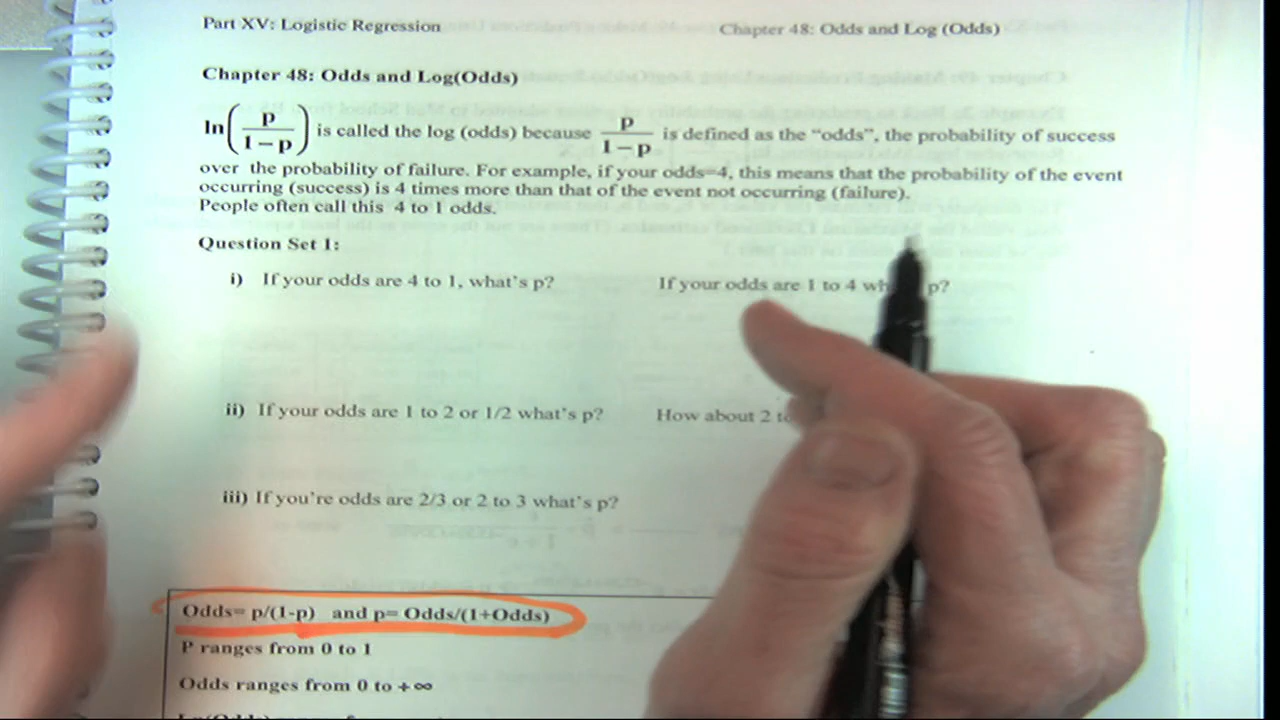 Part XV: Logistic Regression
Chapter 48: Odds and Log (Odds)
Chapter 48: Odds and Log(Odds)
ln(p/1-p) is called the log (odds) because p/1-p is defined as the “odds”, the probability of success
over the probability of failure. For example, if your odds=4, this means that the probability of the event
occurring (success) is 4 times more than that of the event not occurring (failure).
People often call this 4 to 1 odds.
Question Set 1:
i) If your odds are 4 to 1, what's p?
If your odds are 1 to 4 p?
ii) If your odds are 1 to 2 or 1/2 what's p?
How about 2
iii) If you're odds are 2/3 or 2 to 3 what's p?
Odds= p/(1-p) and p= Odds/(1+Odds)
P ranges from 0 to 1
Odds ranges from 0 to +∞